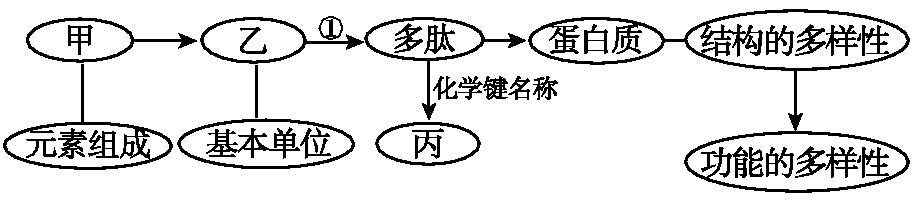 甲
乙
①
多肽
蛋白质
结构的多样性
化学键名称
元素组成
基本单位
丙
功能的多样性